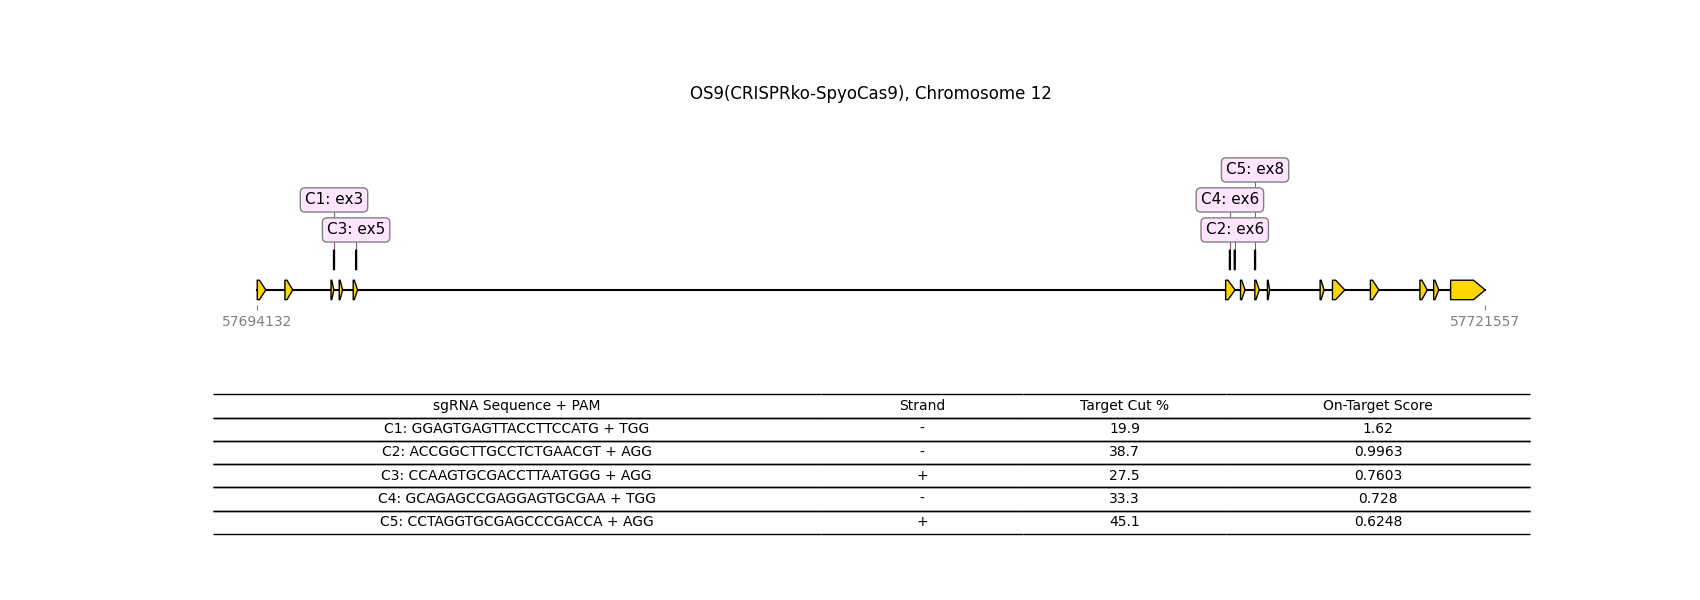 OS9(CRISPRko-SpyoCas9), Chromosome 12
C5: ex8
C1: ex3
C4: ex6
C3: ex5
C2: ex6
57694132
57721557
sgRNA Sequence + PAM Strand Target Cut % On-Target Score
C1: GGAGTGAGTTACCTTCCATG + TGG - 19.9 1.62
C2: ACCGGCTTGCCTCTGAACGT + AGG - 38.7 0.9963
C3: CCAAGTGCGACCTTAATGGG + AGG + 27.5 0.7603
C4: GCAGAGCCGAGGAGTGCGAA + TGG - 33.3 0.728
C5: CCTAGGTGCGAGCCCGACCA + AGG + 45.1 0.6248